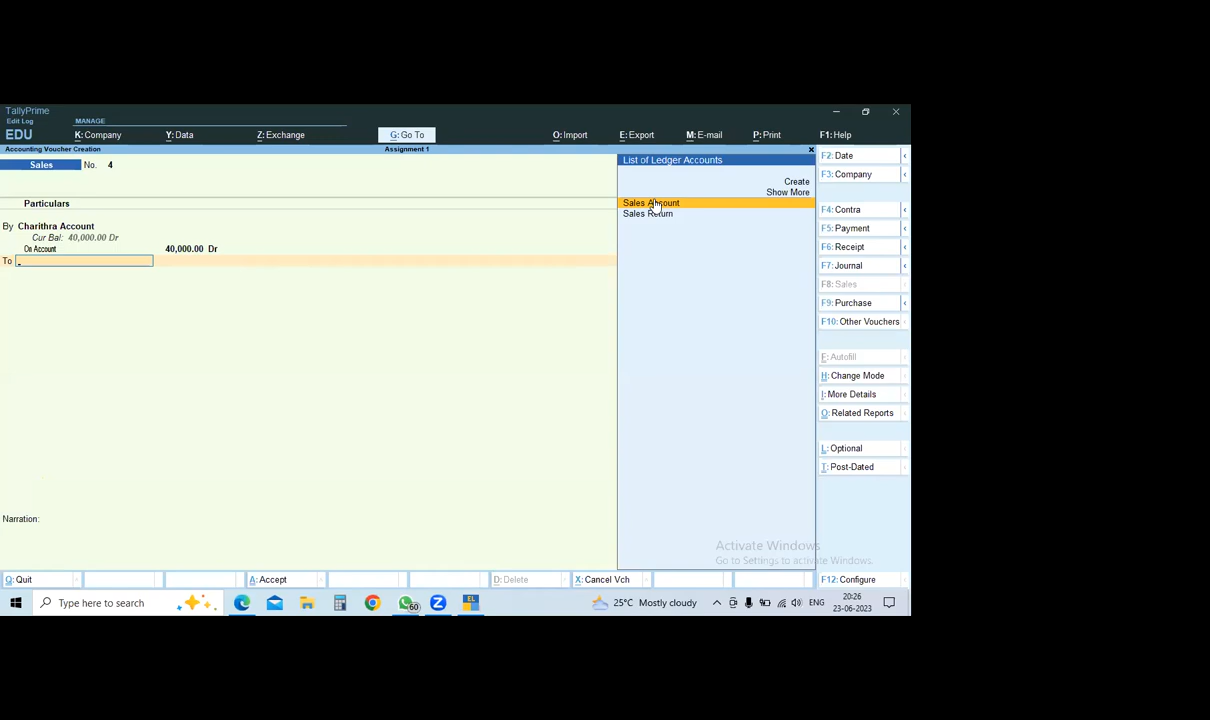 TallyPrime
Edit Log
EDU
MANAGE
K: Company
Y: Data
Z: Exchange
G: Go To
O: Import
E: Export
M: E-mail
P: Print
F1: Help
Accounting Voucher Creation
Assignment 1
Sales
No. 4
Particulars
By Charithra Account
Cur Bal: 40,000.00 Dr
On Account 40,000.00 Dr
To
Narration:
List of Ledger Accounts
Create
Show More
Sales Account
Sales Return
F2: Date
F3: Company
F4: Contra
F5: Payment
F6: Receipt
F7: Journal
F8: Sales
F9: Purchase
F10: Other Vouchers
F: Autofill
H: Change Mode
I: More Details
O: Related Reports
L: Optional
T: Post-Dated
Activate Windows
Go to Settings to activate Windows.
Q: Quit
A: Accept
D: Delete
X: Cancel Vch
F12: Configure
Type here to search
60
EL
25°C Mostly cloudy
ENG
20:26
23-06-2023